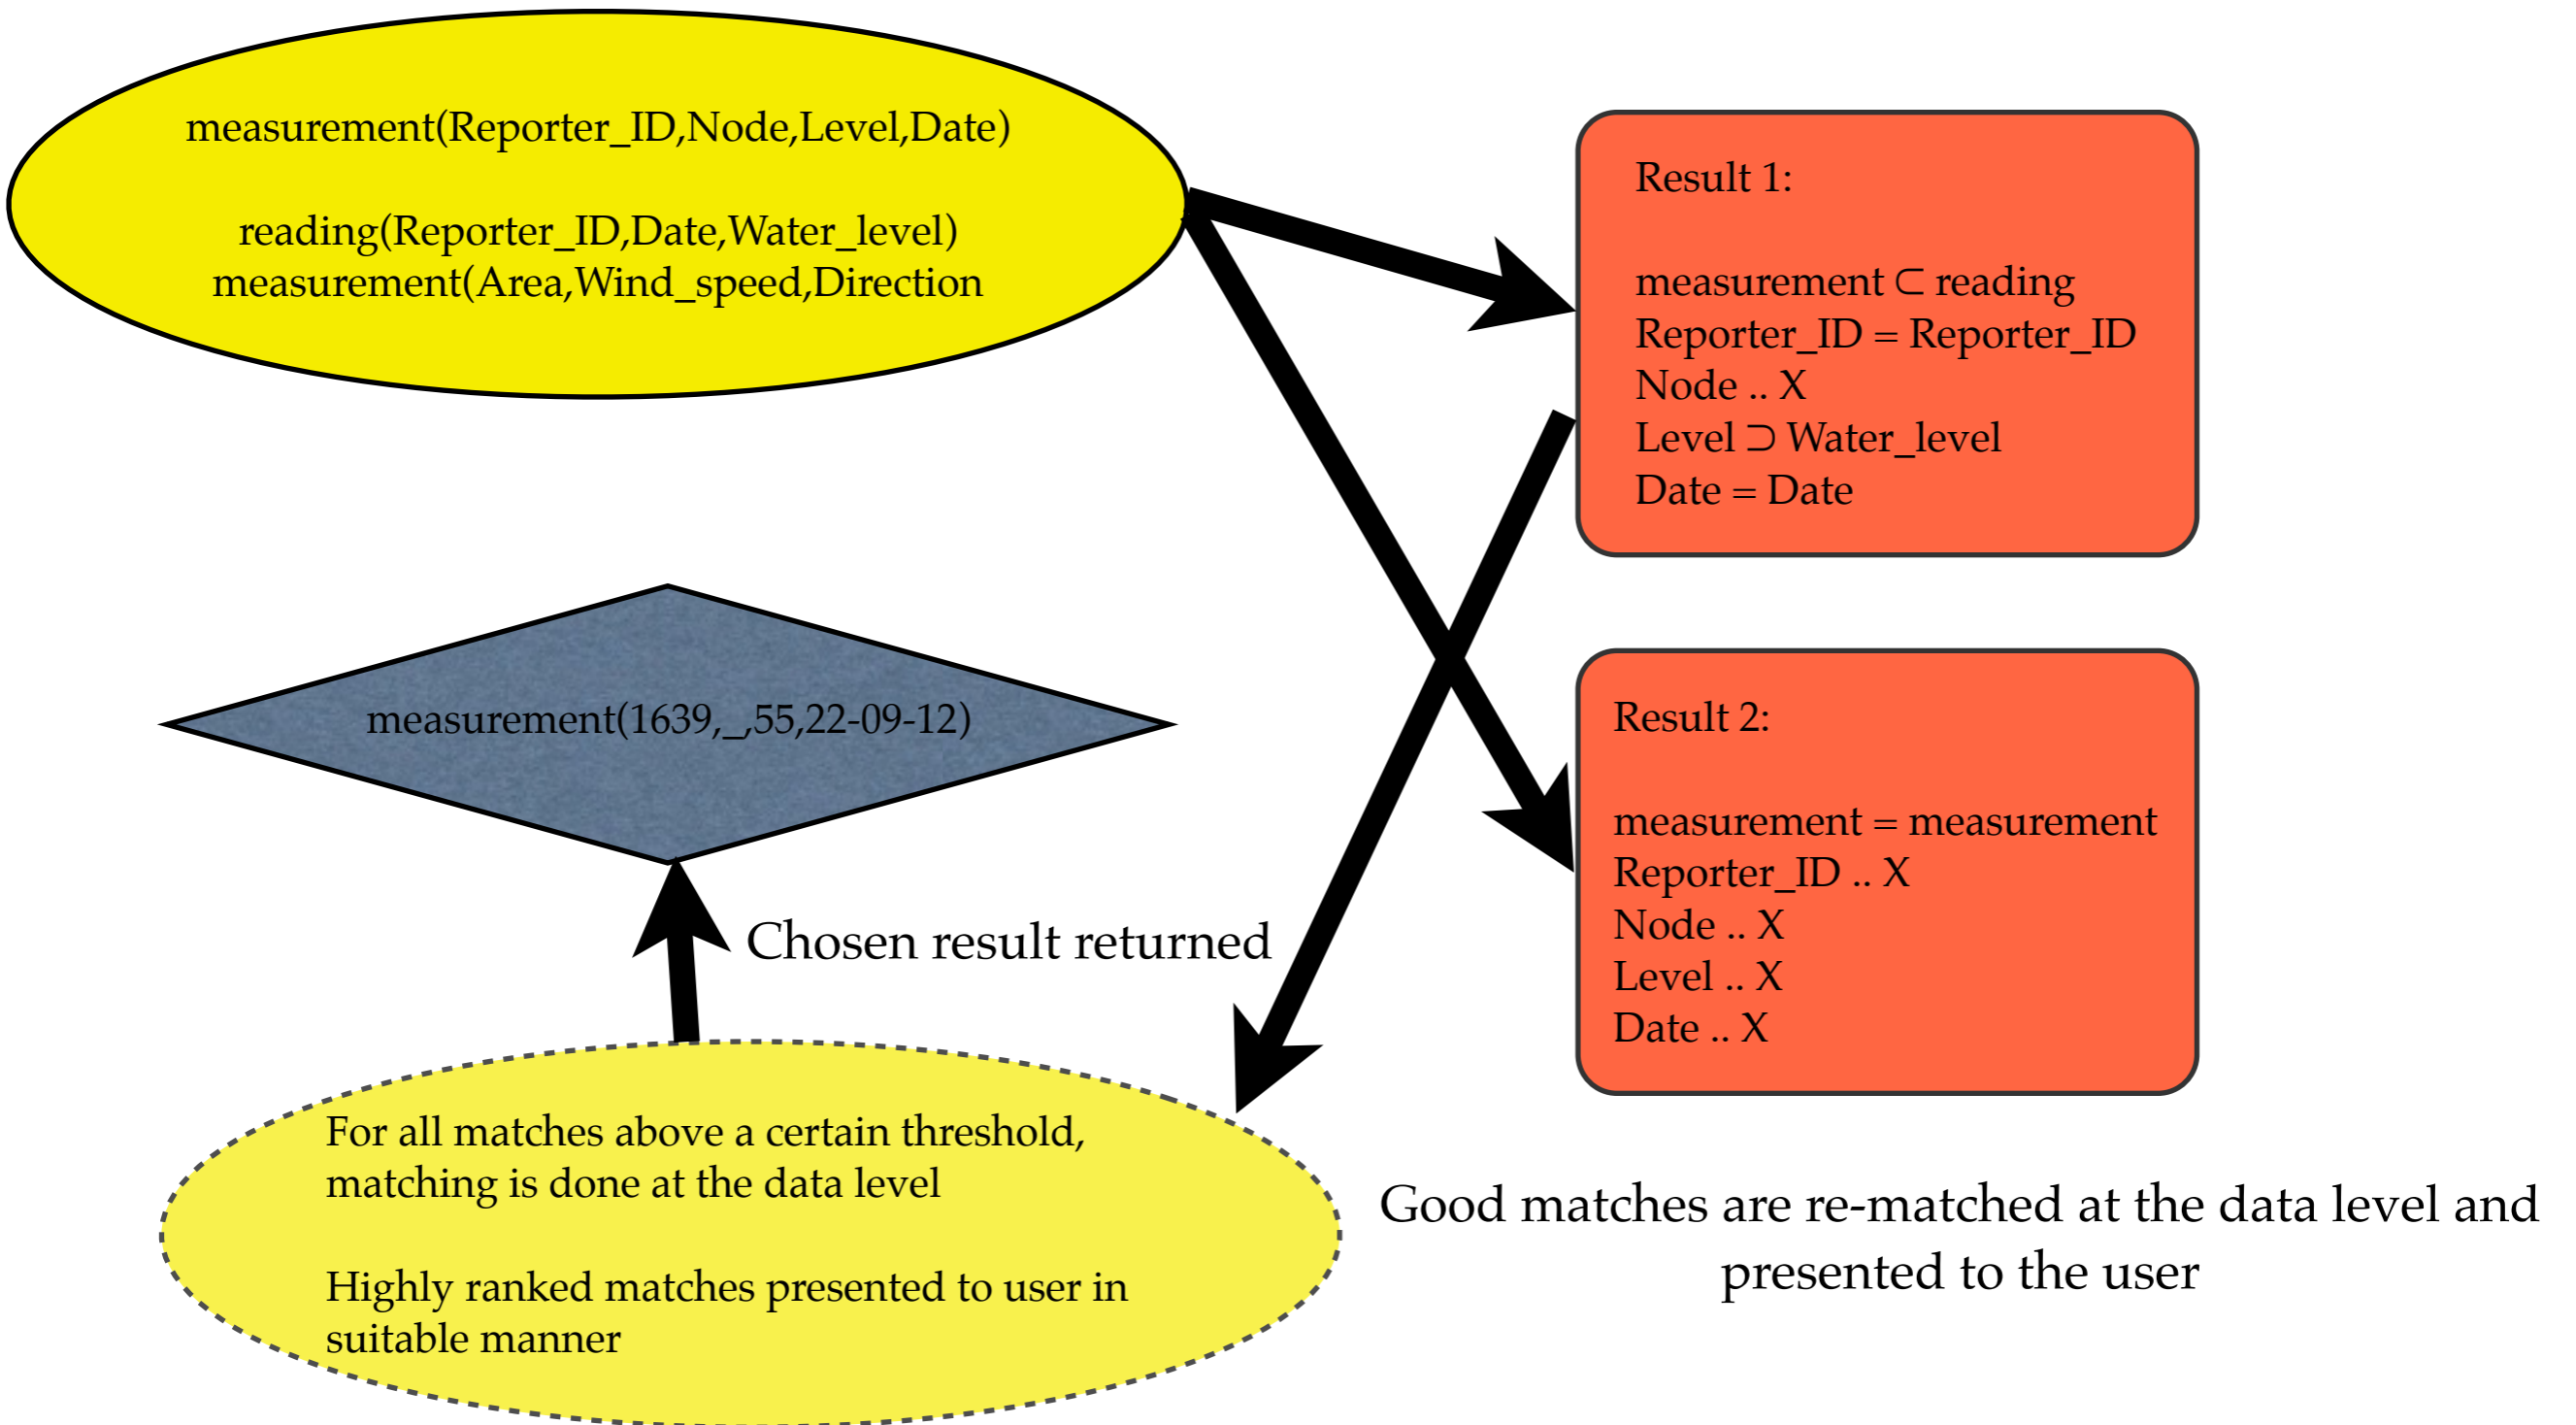 measurement(Reporter_ID,Node,Level,Date)
reading(Reporter_ID,Date,Water_level)
measurement(Area,Wind_speed,Direction
Result 1:
measurement ⊂ reading
Reporter_ID = Reporter_ID
Node .. X
Level ⊃ Water_level
Date = Date
measurement(1639,_,55,22-09-12)
Result 2:
measurement = measurement
Reporter_ID .. X
Node .. X
Level .. X
Date .. X
Chosen result returned
For all matches above a certain threshold,
matching is done at the data level
Highly ranked matches presented to user in
suitable manner
Good matches are re-matched at the data level and
presented to the user